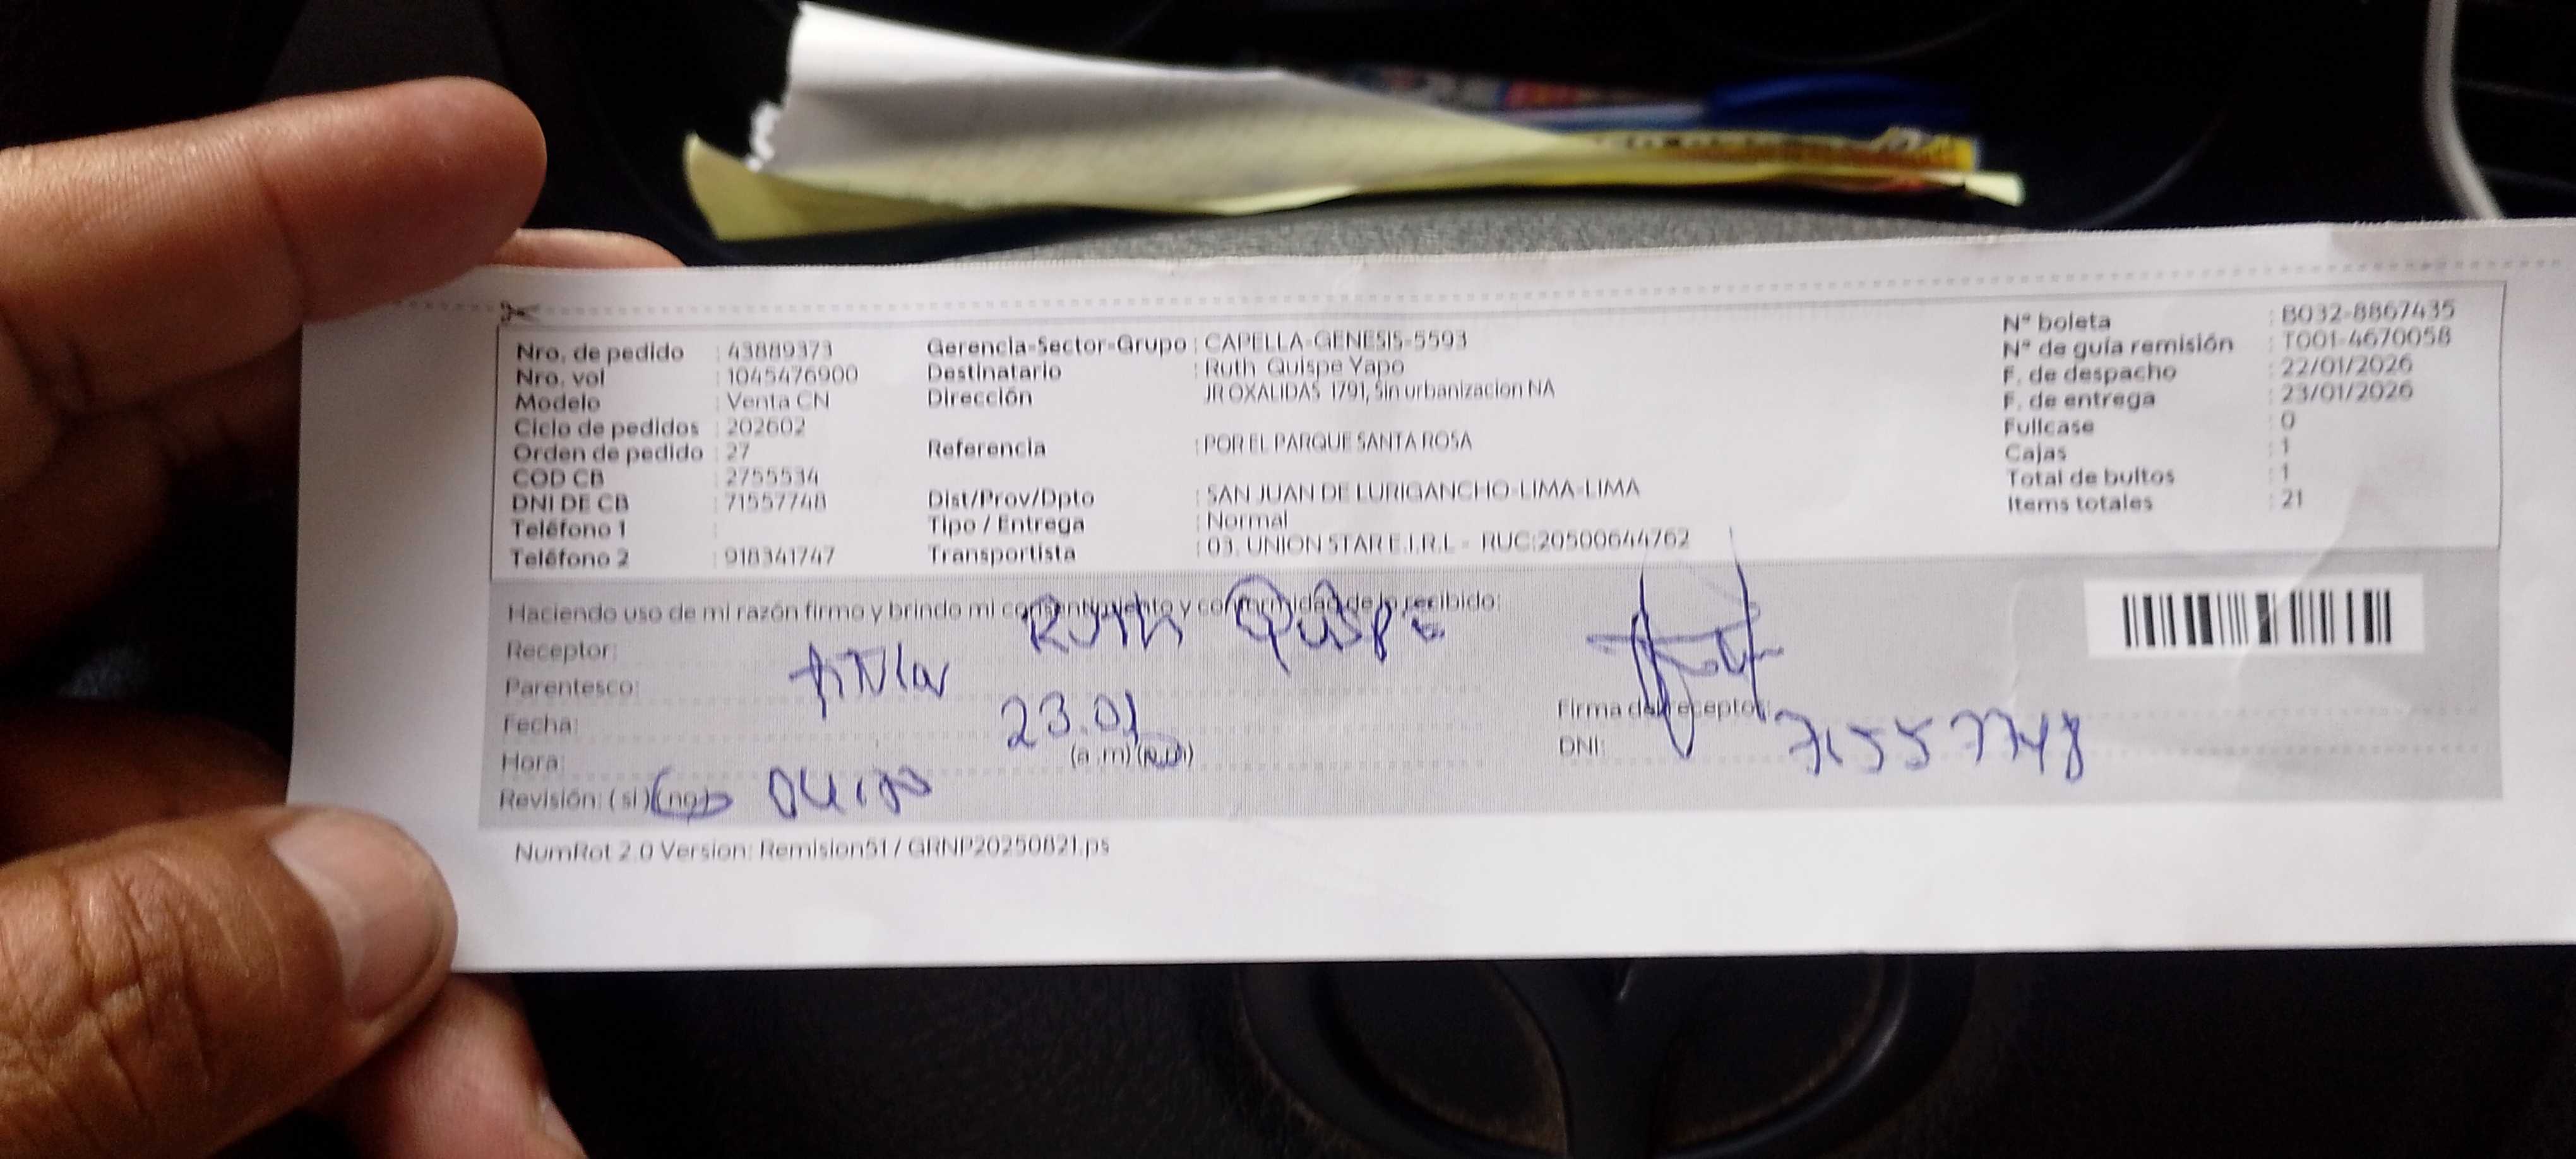 Nro. de pedido : 43889373
Nro. vol : 1045476900
Modelo : Venta CN
Ciclo de pedidos : 202602
Orden de pedido : 27
COD CB : 2755534
DNI DE CB : 71557748
Teléfono 1 :
Teléfono 2 : 918341747
Gerencia-Sector-Grupo : CAPELLA-GENESIS-5593
Destinatario : Ruth Quispe Yapo
Dirección JR OXALIDAS 1791, Sin urbanizacion NA
Referencia : POR EL PARQUE SANTA ROSA
Dist/Prov/Dpto : SAN JUAN DE LURIGANCHO-LIMA-LIMA
Tipo / Entrega : Normal
Transportista : 03. UNION STAR E.I.R.L - RUC:20500644762
N° boleta : B032-8867435
N° de guía remisión : T001-4670058
F. de despacho : 22/01/2026
F. de entrega : 23/01/2026
Fullcase : 0
Cajas : 1
Total de bultos : 1
Items totales : 21
Haciendo uso de mi razón firmo y brindo mi consentimiento y conformidad de lo recibido:
Receptor: Ruth Quispe
Parentesco:
Fecha: 23.01
Hora: (a .m) (p.m)
Revisión: (si) (no)
Firma del receptor:
DNI: 71557748
NumRot 2.0 Version: Remision51 / GRNP20250821.ps